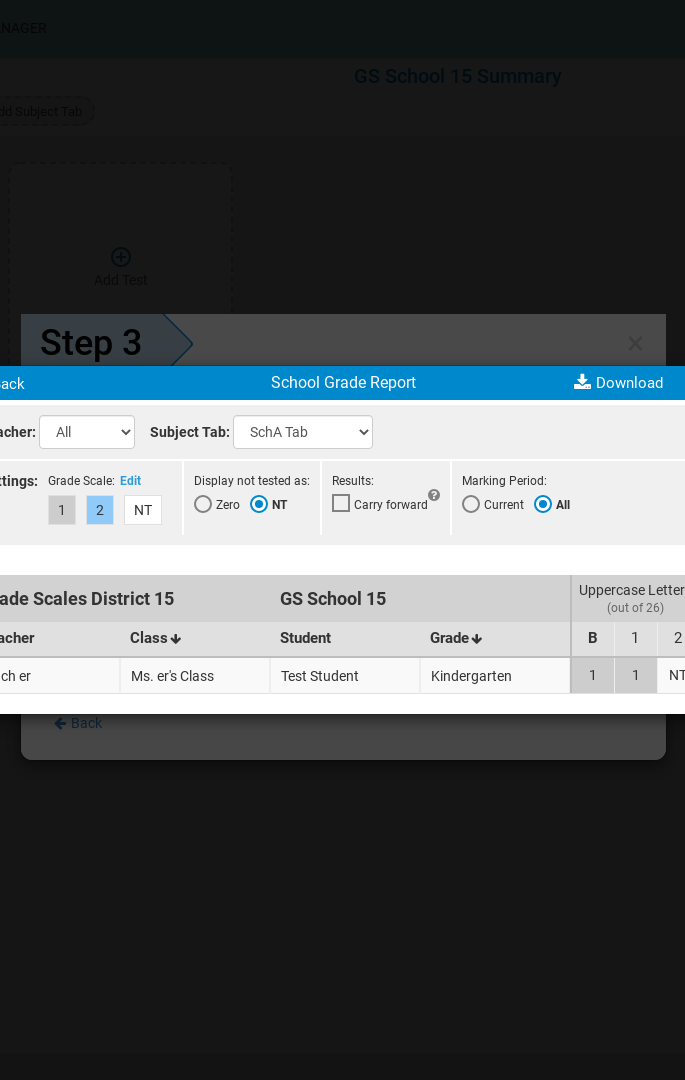 NAGER
GS School 15 Summary
dd Subject Tab
Add Test
Step 3
×
Back
School Grade Report
Download
acher: All Subject Tab: SchA Tab
ttings: Grade Scale: Edit Display not tested as: Results: Marking Period:
1 2 NT Zero NT Carry forward ? Current All
ade Scales District 15 GS School 15 Uppercase Letter
(out of 26)
acher Class Student Grade B 1 2
ch er Ms. er's Class Test Student Kindergarten 1 1 NT
Back